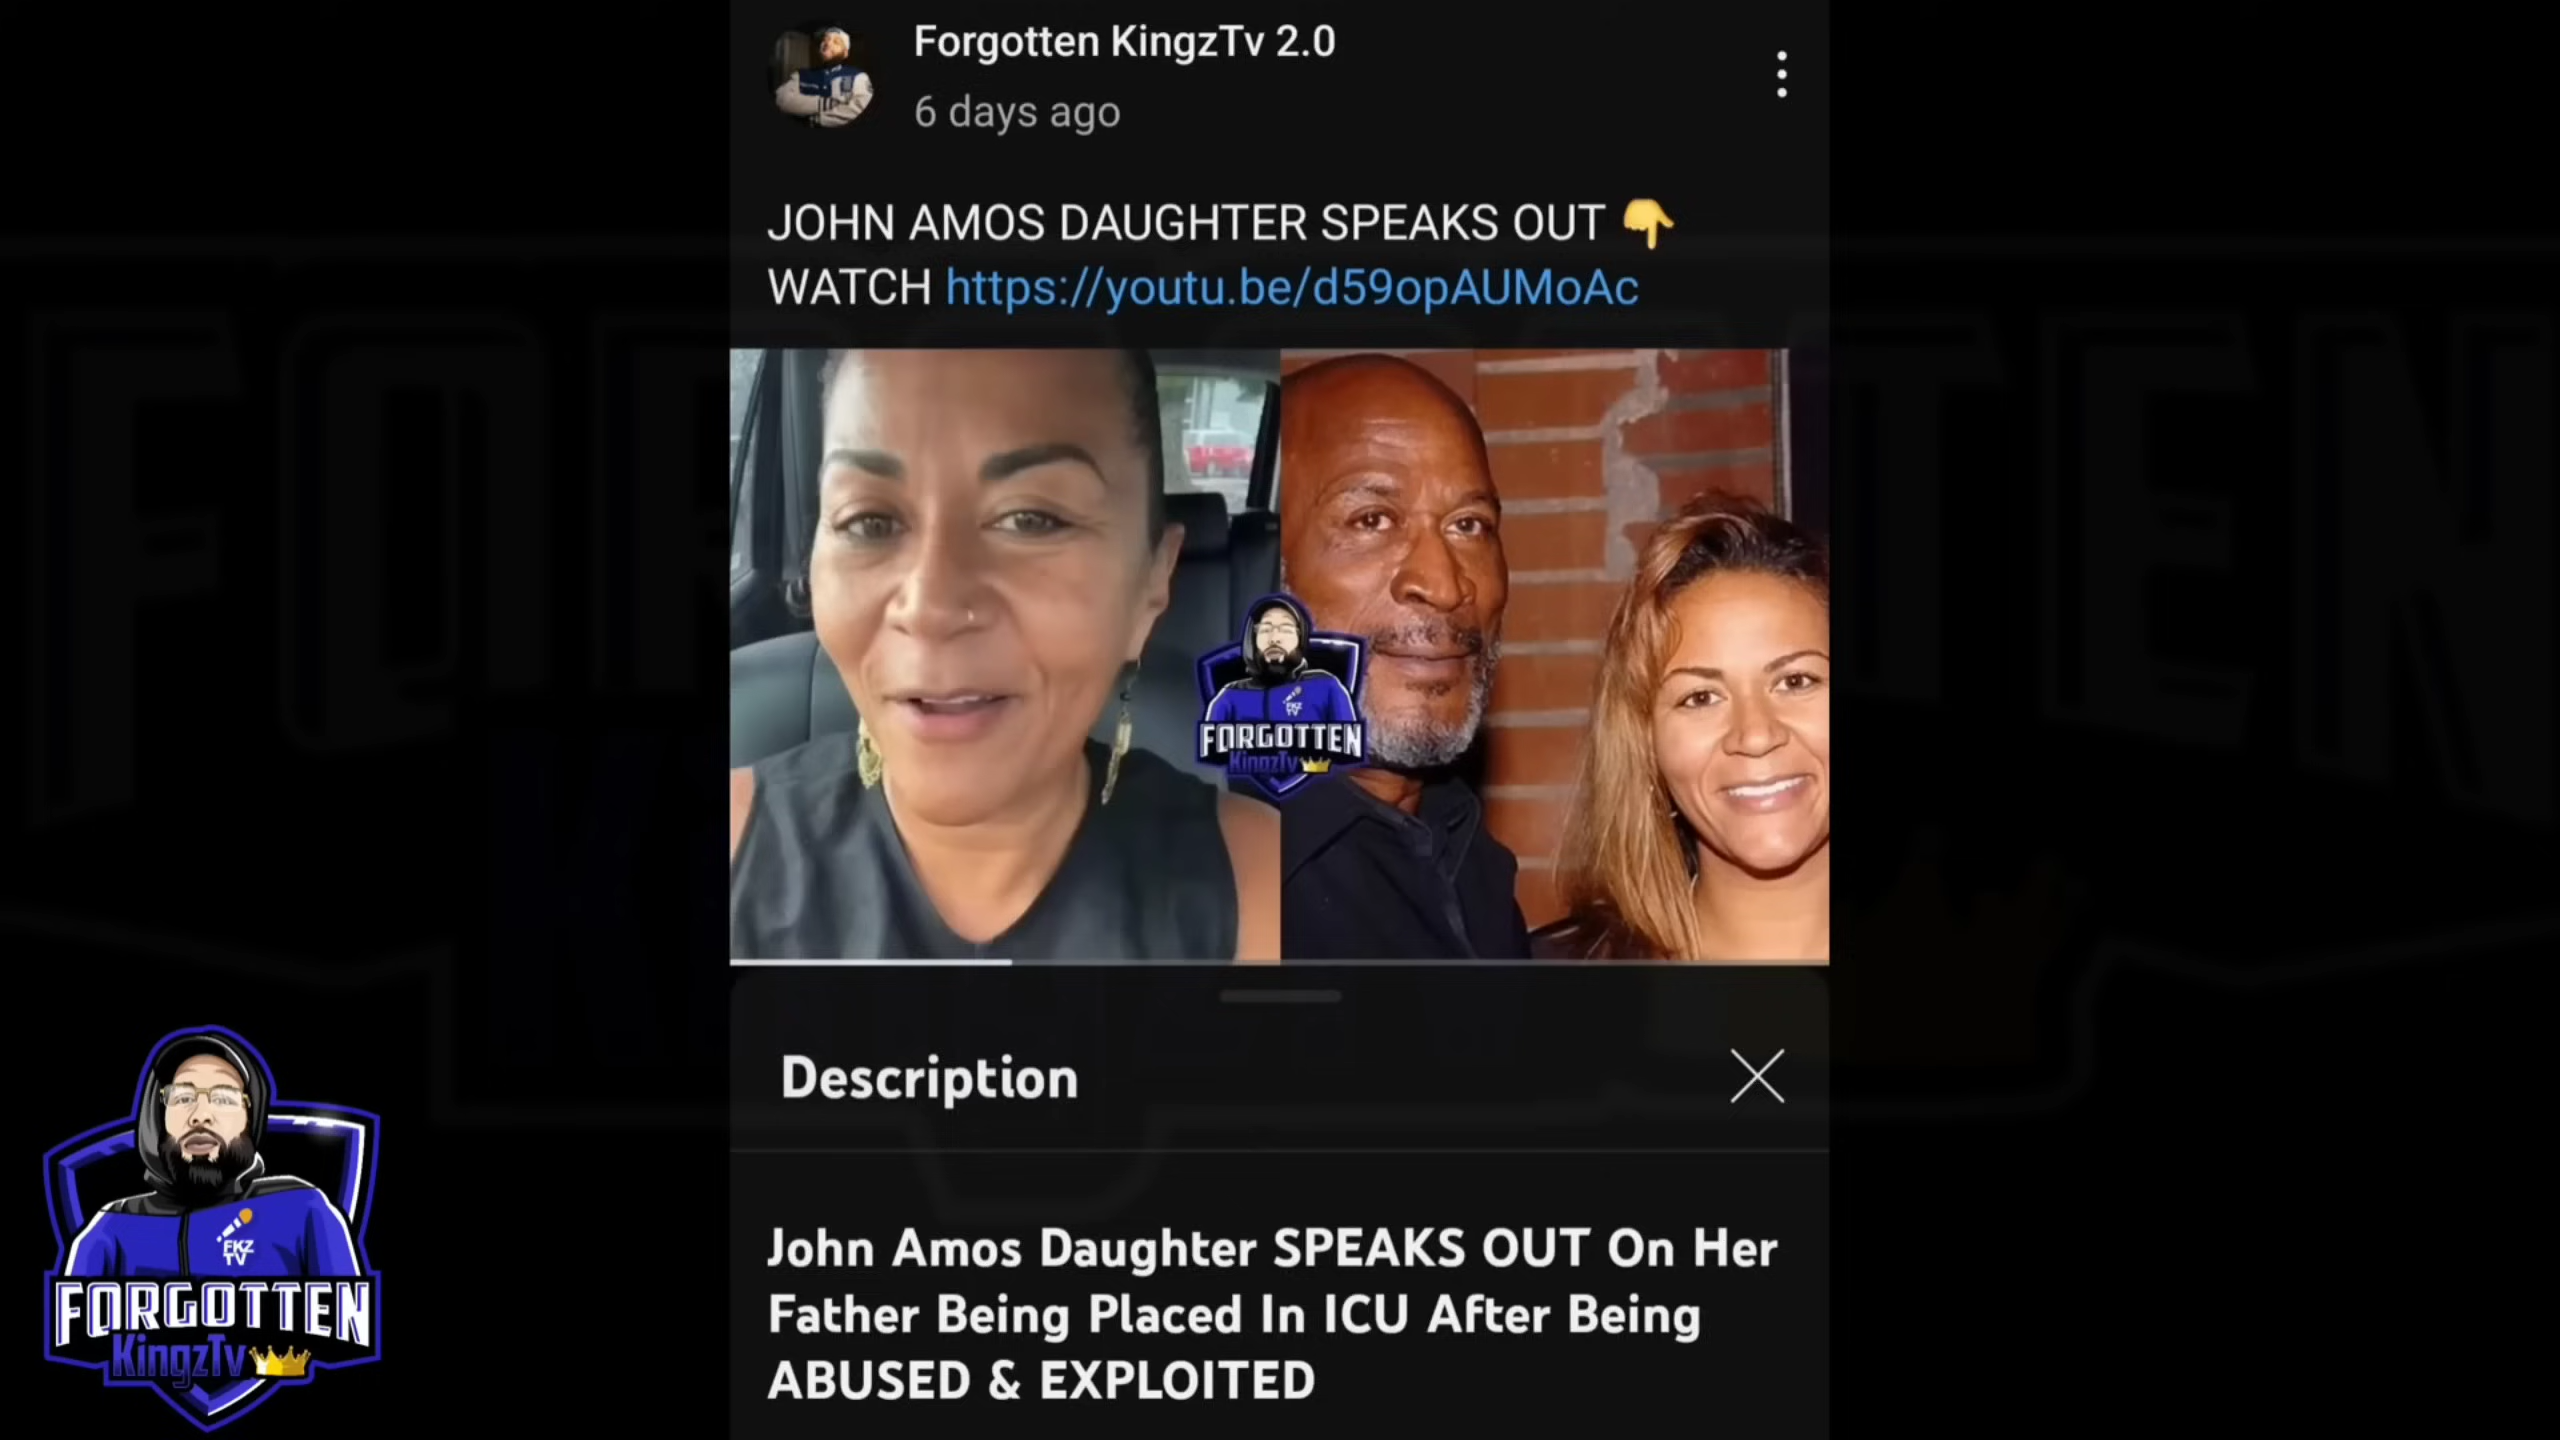 Forgotten KingzTv 2.0
6 days ago
JOHN AMOS DAUGHTER SPEAKS OUT 👇
WATCH https://youtu.be/d59opAUMoAc
FKZ
TV
FORGOTTEN
KingzTv
Description
John Amos Daughter SPEAKS OUT On Her
Father Being Placed In ICU After Being
ABUSED & EXPLOITED
FKZ
TV
FORGOTTEN
KingzTv